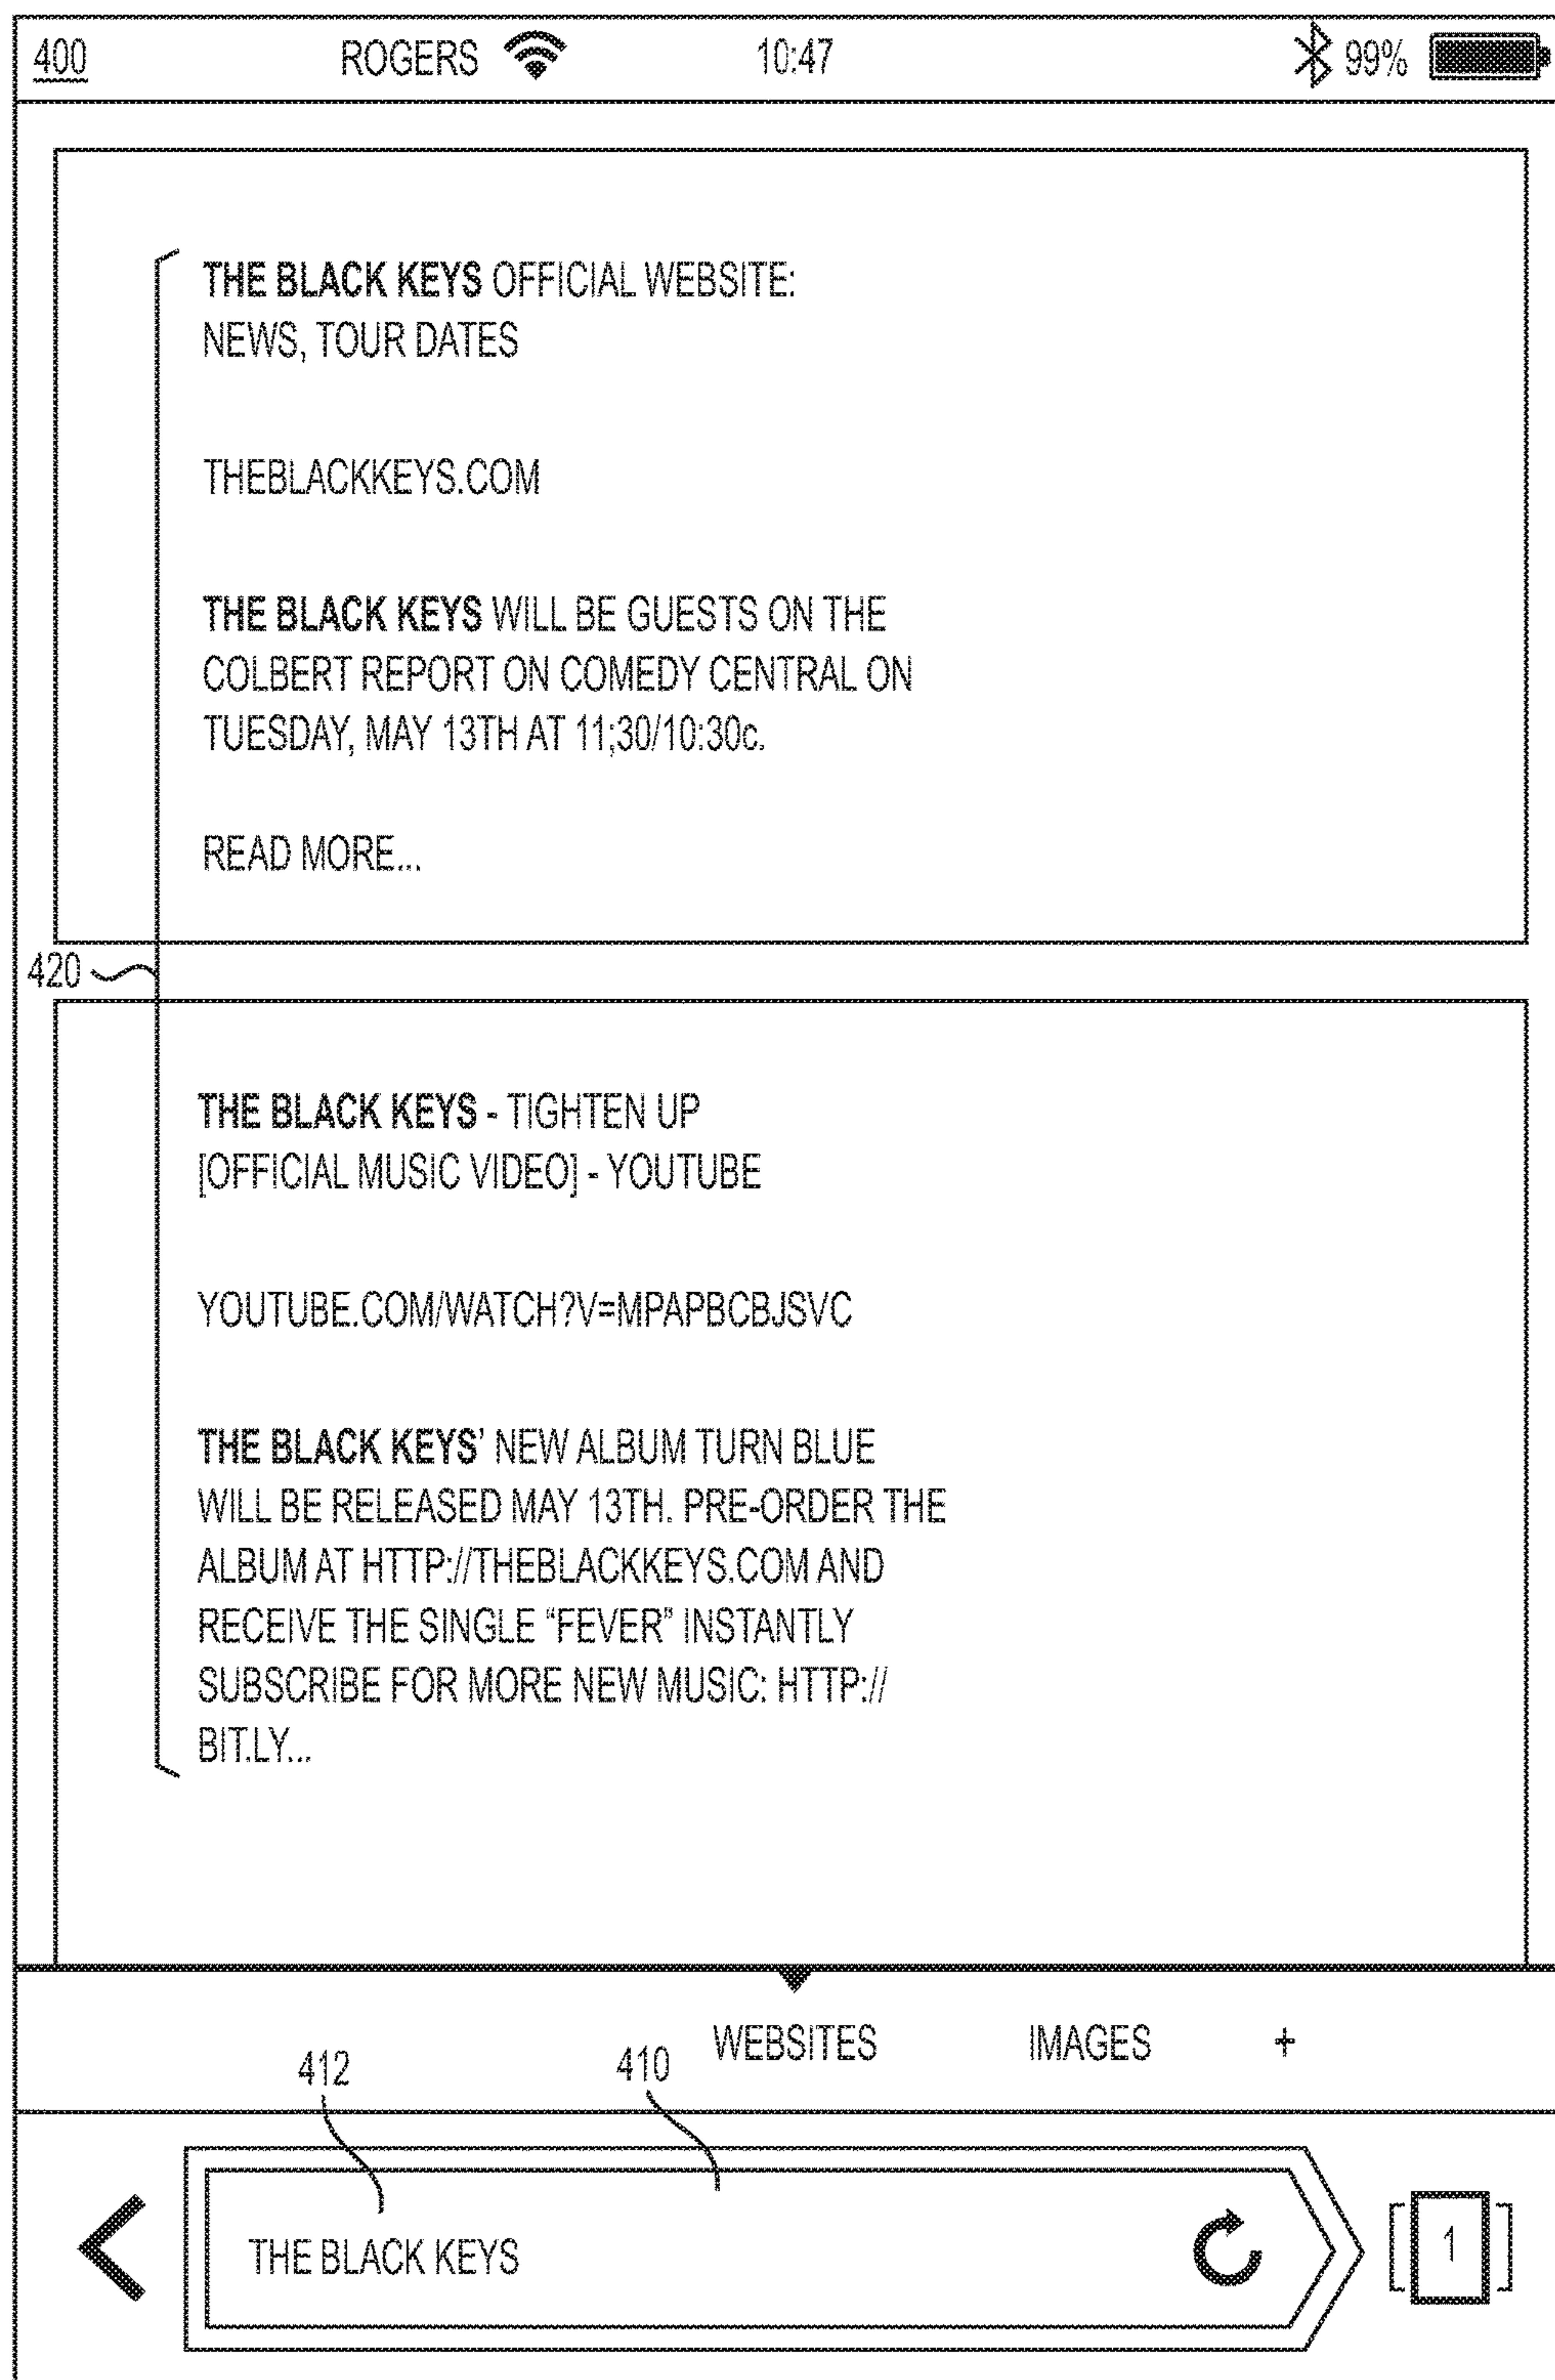 400 ROGERS 10:47 99%
THE BLACK KEYS OFFICIAL WEBSITE:
NEWS, TOUR DATES
THEBLACKKEYS.COM
THE BLACK KEYS WILL BE GUESTS ON THE
COLBERT REPORT ON COMEDY CENTRAL ON
TUESDAY, MAY 13TH AT 11;30/10:30c.
READ MORE...
420
THE BLACK KEYS - TIGHTEN UP
[OFFICIAL MUSIC VIDEO] - YOUTUBE
YOUTUBE.COM/WATCH?V=MPAPBCBJSVC
THE BLACK KEYS' NEW ALBUM TURN BLUE
WILL BE RELEASED MAY 13TH. PRE-ORDER THE
ALBUM AT HTTP://THEBLACKKEYS.COM AND
RECEIVE THE SINGLE “FEVER” INSTANTLY
SUBSCRIBE FOR MORE NEW MUSIC: HTTP://
BIT.LY...
WEBSITES IMAGES +
412 410
THE BLACK KEYS 1